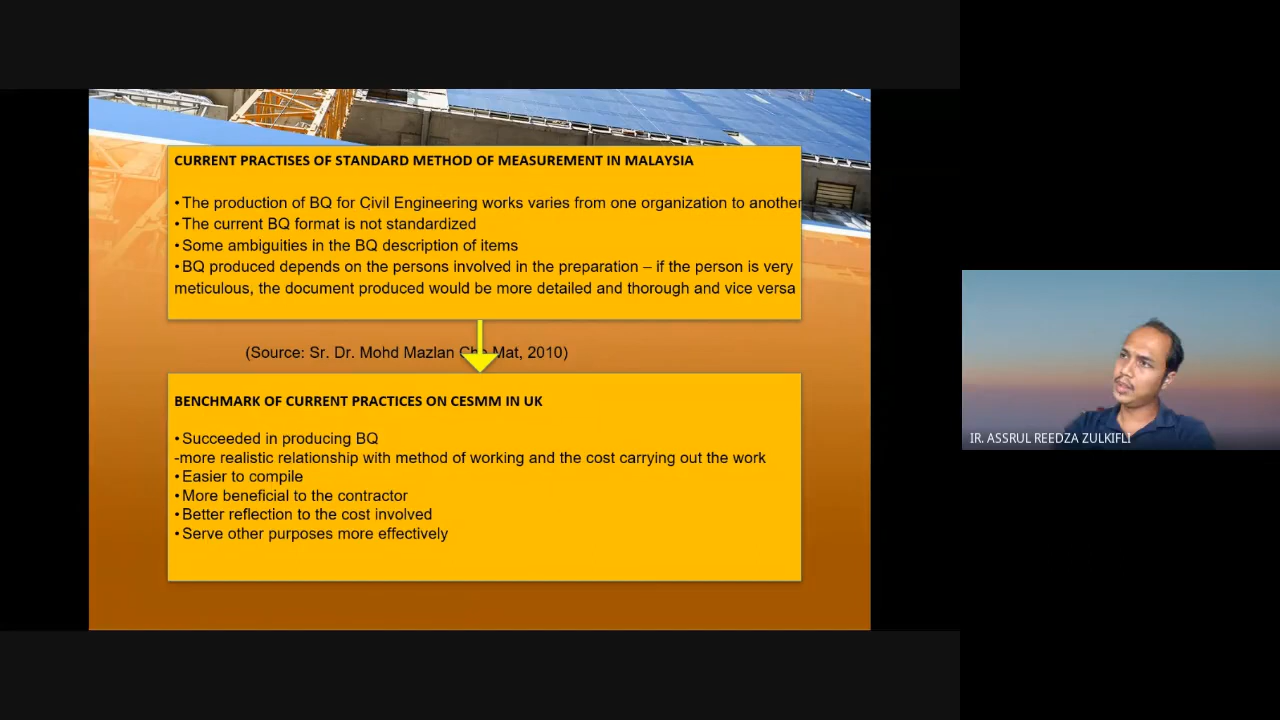 CURRENT PRACTISES OF STANDARD METHOD OF MEASUREMENT IN MALAYSIA
•The production of BQ for Civil Engineering works varies from one organization to another
•The current BQ format is not standardized
•Some ambiguities in the BQ description of items
•BQ produced depends on the persons involved in the preparation – if the person is very
meticulous, the document produced would be more detailed and thorough and vice versa
(Source: Sr. Dr. Mohd Mazlan Che Mat, 2010)
BENCHMARK OF CURRENT PRACTICES ON CESMM IN UK
•Succeeded in producing BQ
-more realistic relationship with method of working and the cost carrying out the work
•Easier to compile
•More beneficial to the contractor
•Better reflection to the cost involved
•Serve other purposes more effectively
IR. ASSRUL REEDZA ZULKIFLI